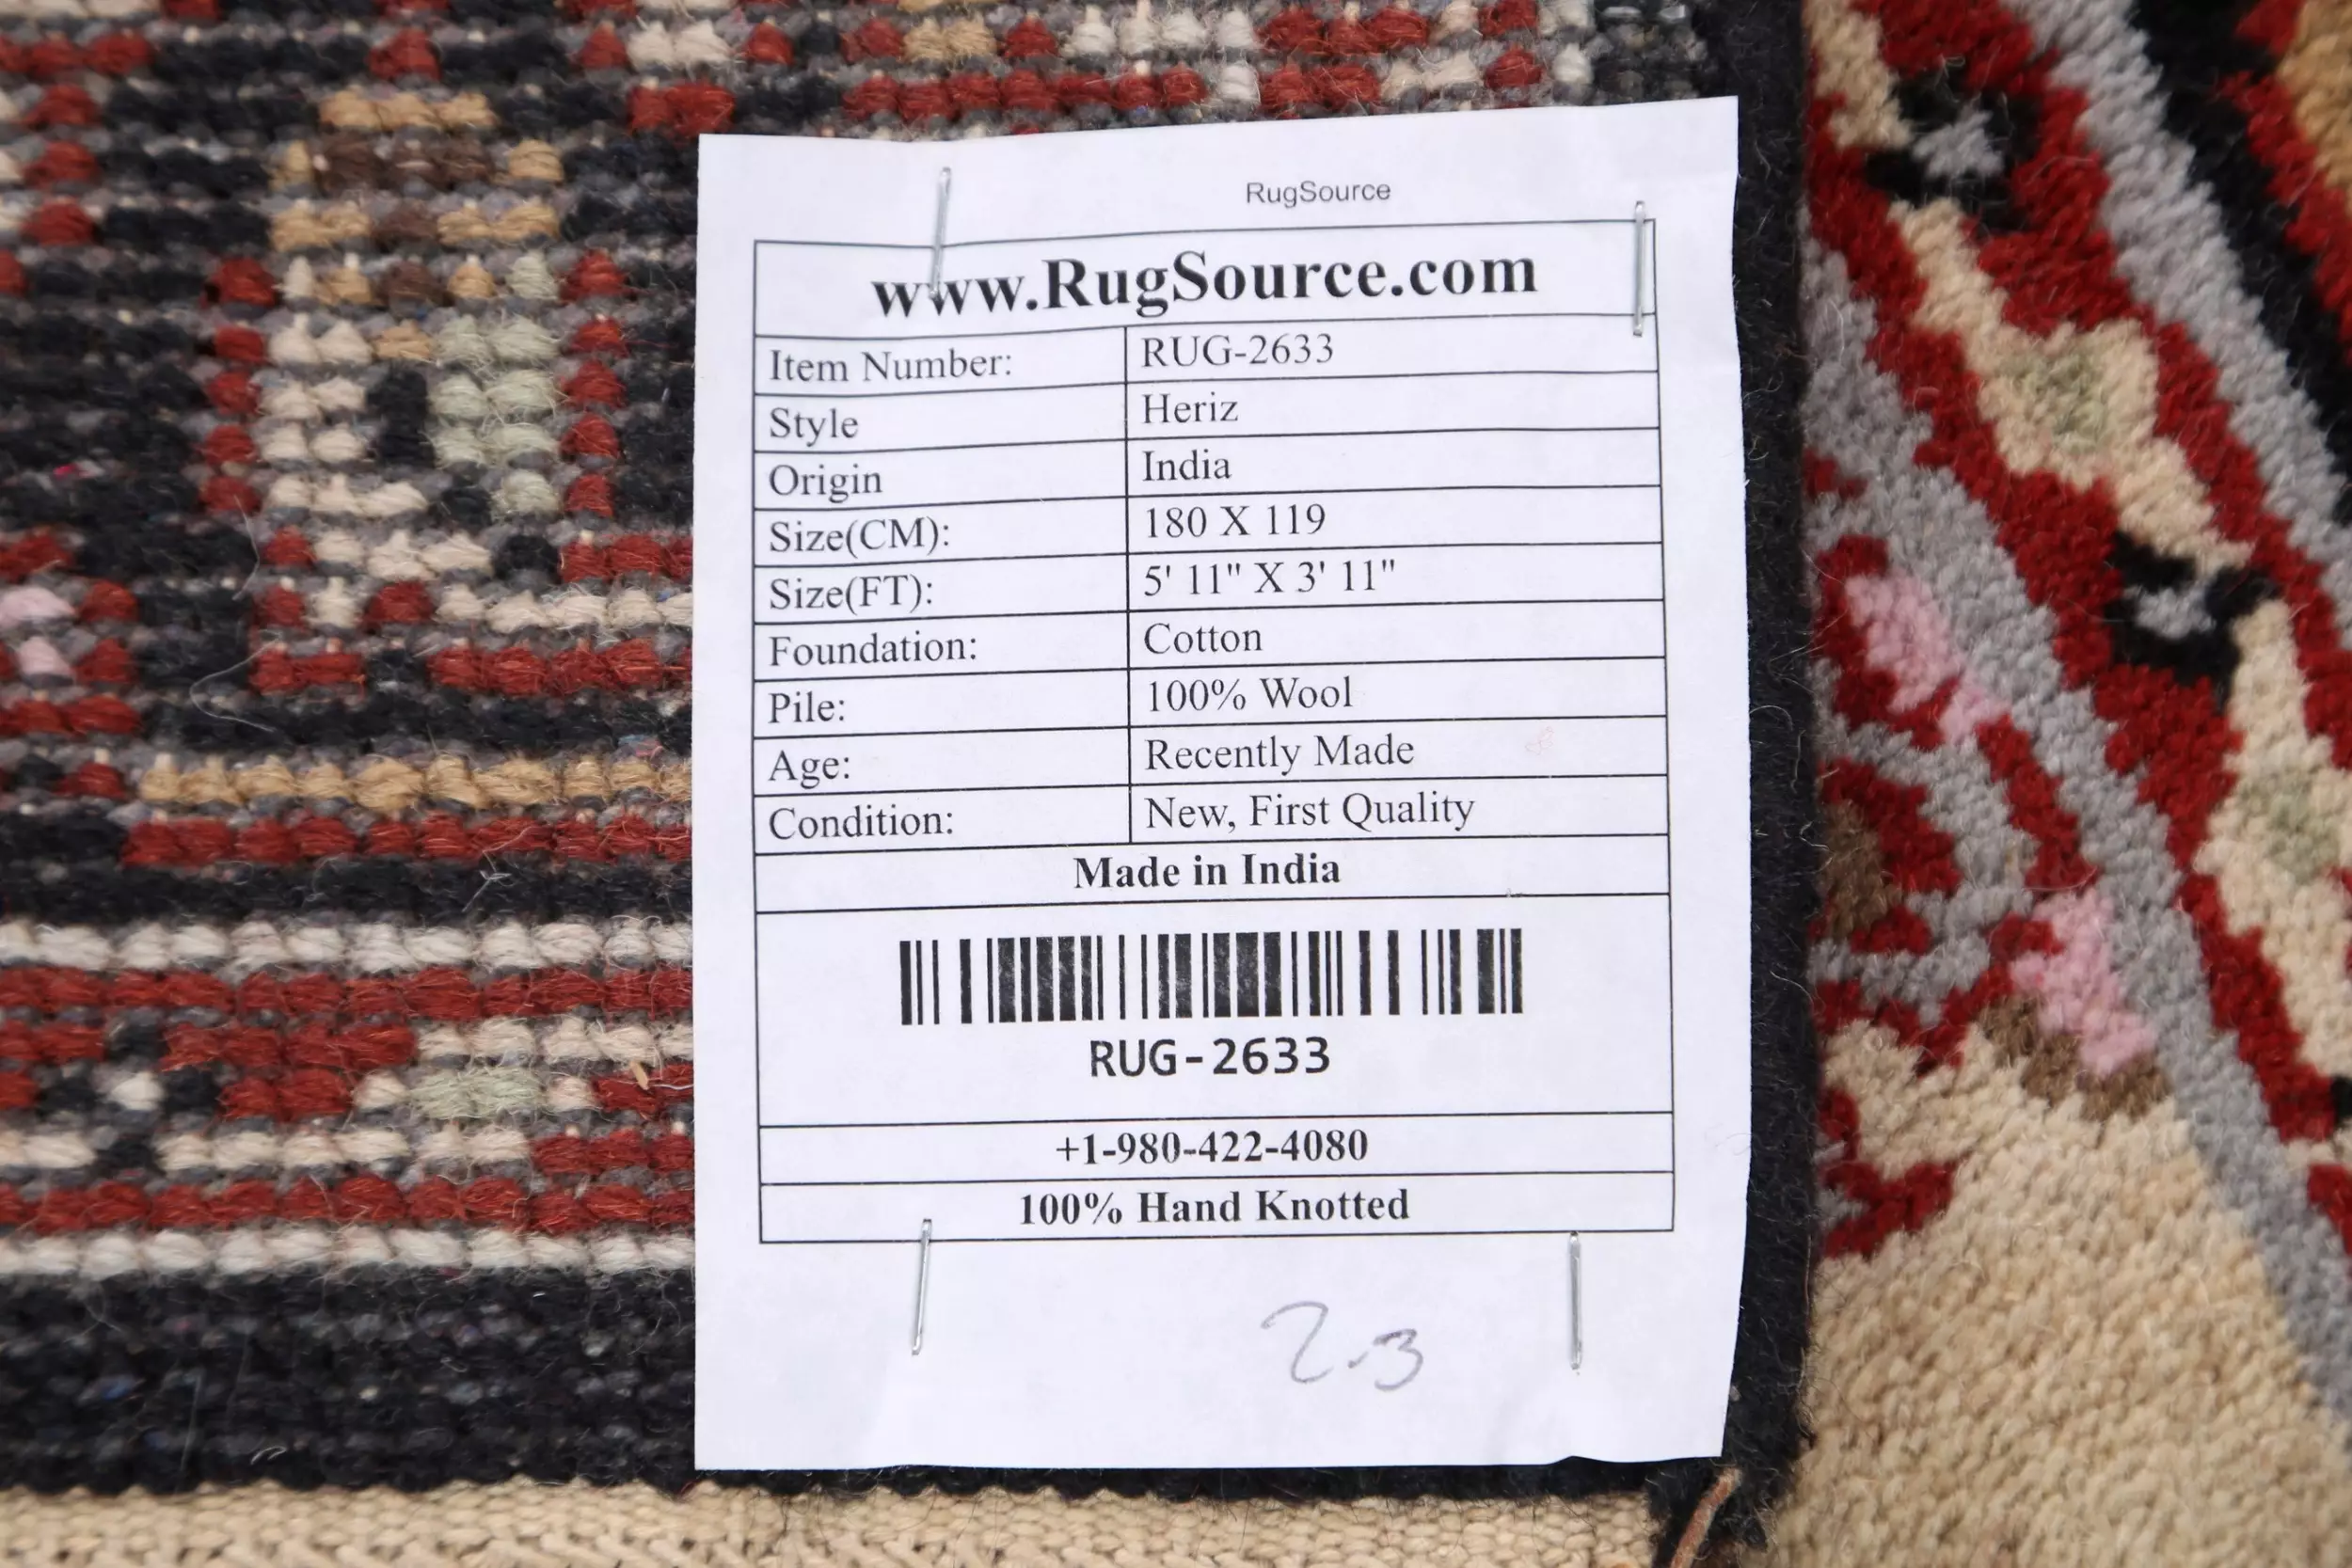 RugSource
www.RugSource.com
Item Number: RUG-2633
Style Heriz
Origin India
Size(CM): 180 X 119
Size(FT): 5' 11" X 3' 11"
Foundation: Cotton
Pile: 100% Wool
Age: Recently Made
Condition: New, First Quality
Made in India
RUG-2633
+1-980-422-4080
100% Hand Knotted
2.3